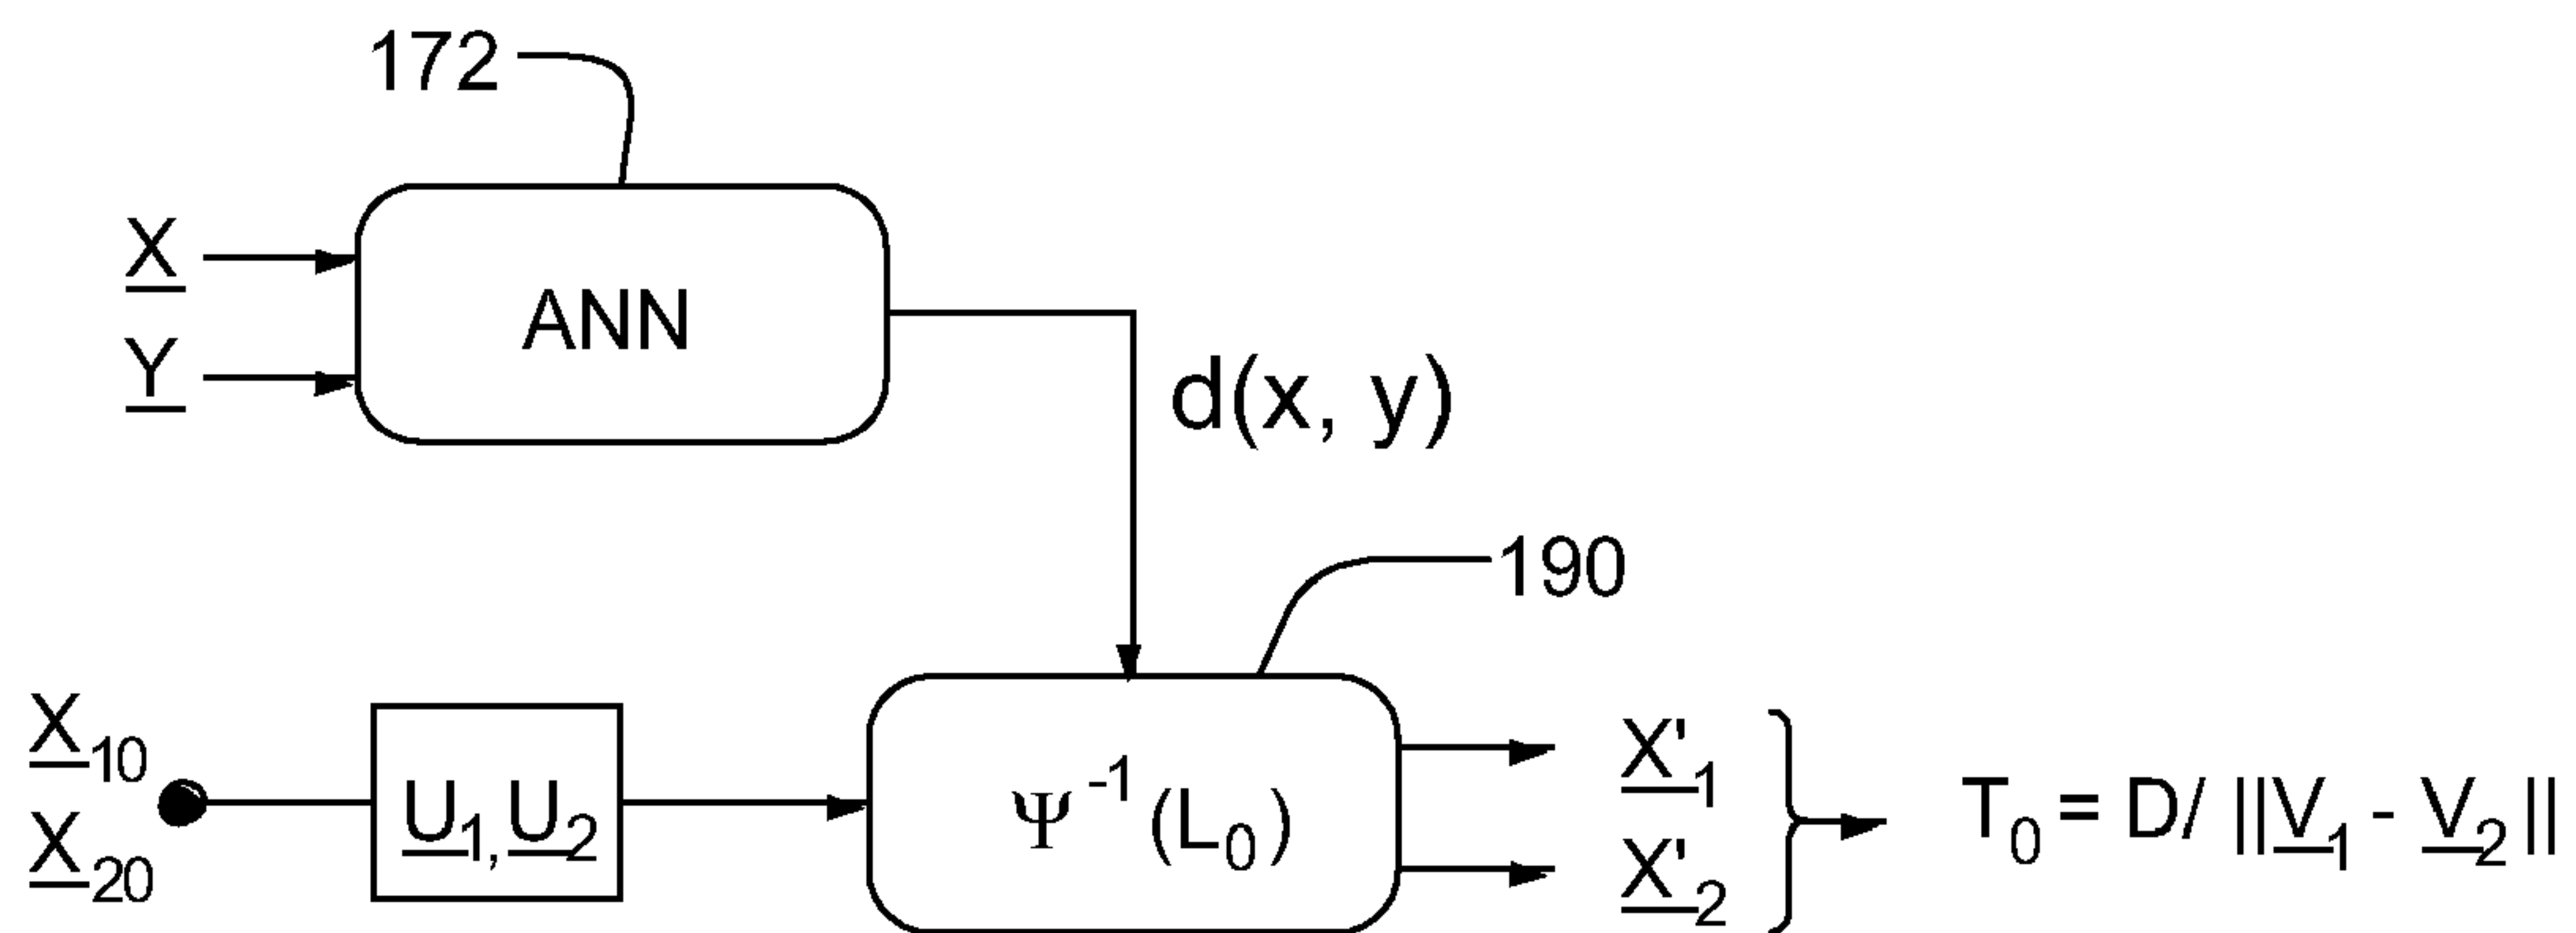 172
X
ANN
Y
d(x, y)
190
X10
X20
U1, U2
Ψ⁻¹(L0)
X'1
X'2
T0 = D/ ||V1 - V2||